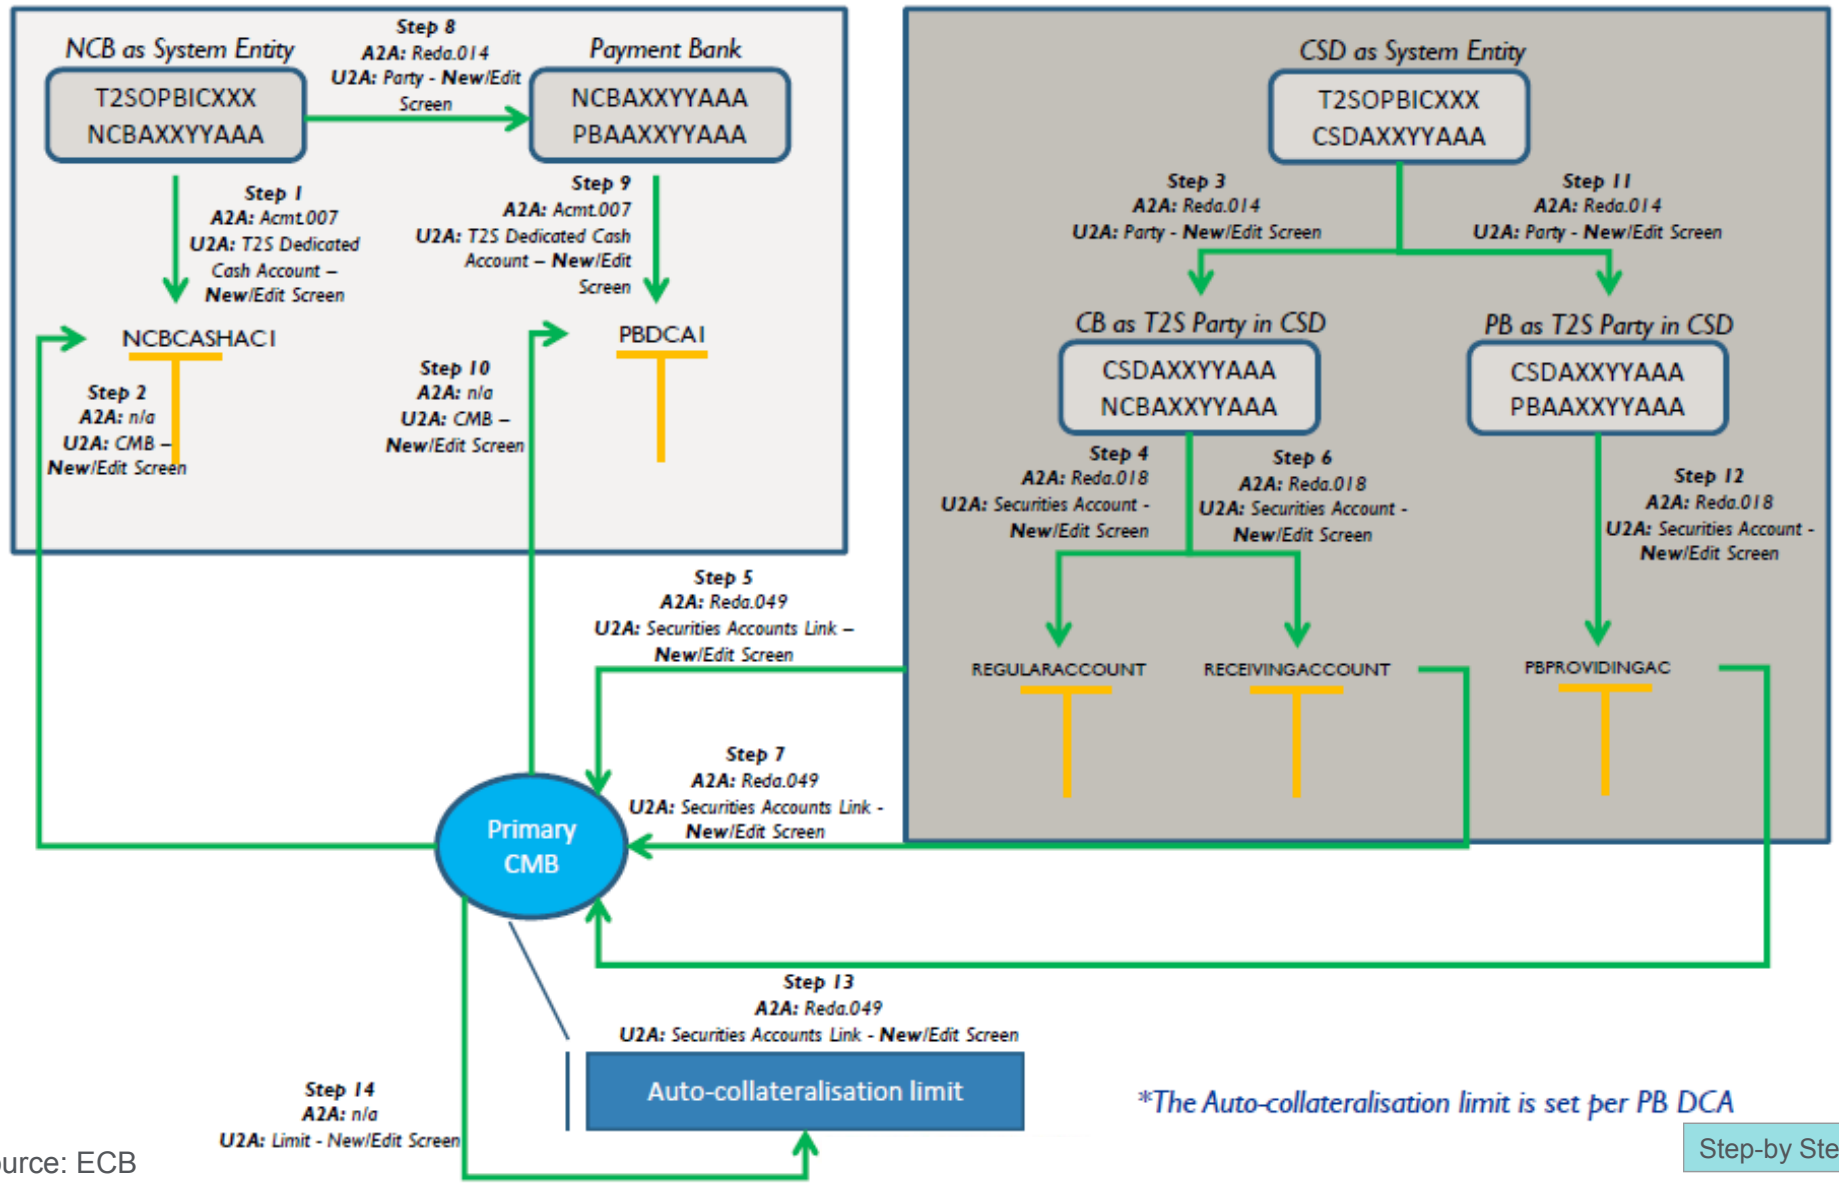 NCB as System Entity
T2SOPBICXXX
NCBAXXYYAAA
Step 8
A2A: Reda.014
U2A: Party - New/Edit
Screen
Payment Bank
NCBAXXYYAAA
PBAAXXYYAAA
Step 1
A2A: Acmt.007
U2A: T2S Dedicated
Cash Account –
New/Edit Screen
Step 9
A2A: Acmt.007
U2A: T2S Dedicated Cash
Account – New/Edit
Screen
NCBCASHAC1
PBDCA1
Step 2
A2A: n/a
U2A: CMB –
New/Edit Screen
Step 10
A2A: n/a
U2A: CMB –
New/Edit Screen
CSD as System Entity
T2SOPBICXXX
CSDAXXYYAAA
Step 3
A2A: Reda.014
U2A: Party - New/Edit Screen
Step 11
A2A: Reda.014
U2A: Party - New/Edit Screen
CB as T2S Party in CSD
CSDAXXYYAAA
NCBAXXYYAAA
PB as T2S Party in CSD
CSDAXXYYAAA
PBAAXXYYAAA
Step 4
A2A: Reda.018
U2A: Securities Account -
New/Edit Screen
Step 6
A2A: Reda.018
U2A: Securities Account -
New/Edit Screen
Step 12
A2A: Reda.018
U2A: Securities Account -
New/Edit Screen
REGULARACCOUNT
RECEIVINGACCOUNT
PBPROVIDINGAC
Step 5
A2A: Reda.049
U2A: Securities Accounts Link –
New/Edit Screen
Step 7
A2A: Reda.049
U2A: Securities Accounts Link -
New/Edit Screen
Primary
CMB
Step 13
A2A: Reda.049
U2A: Securities Accounts Link - New/Edit Screen
Auto-collateralisation limit
Step 14
A2A: n/a
U2A: Limit - New/Edit Screen
*The Auto-collateralisation limit is set per PB DCA
Step-by Ste
ource: ECB